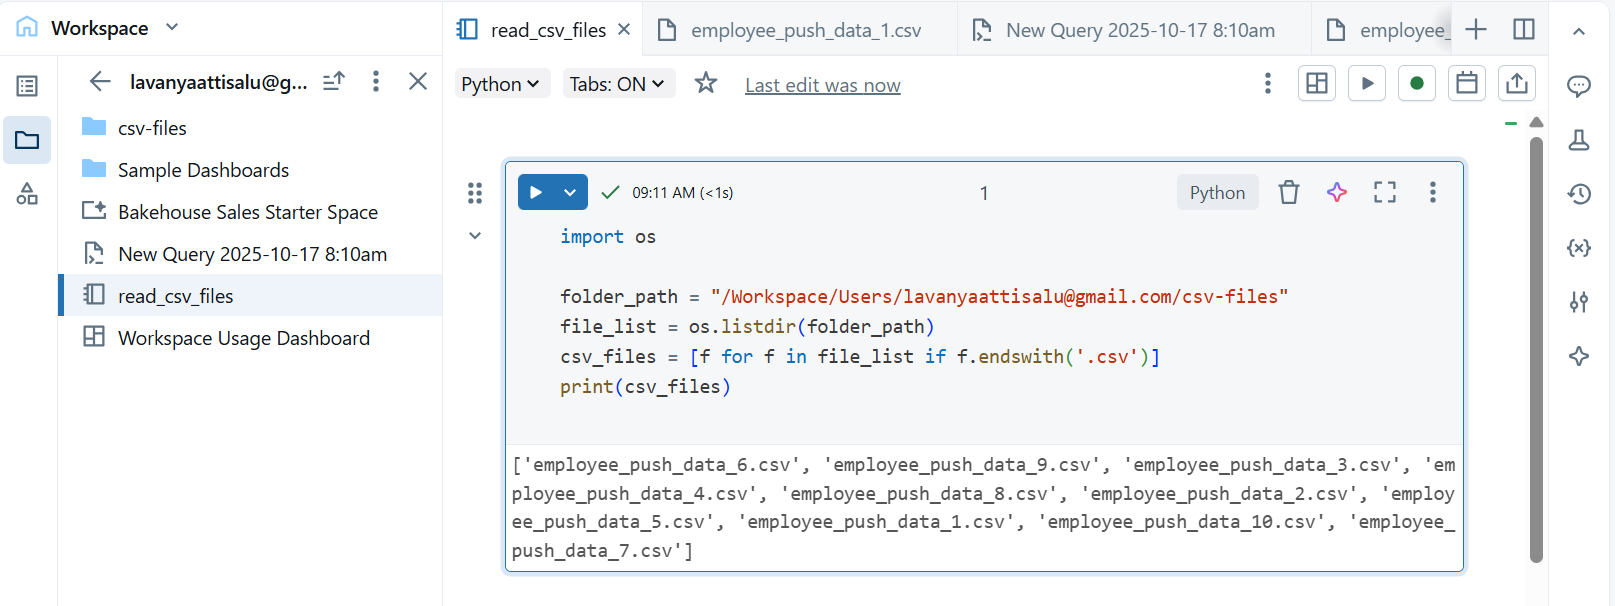 Workspace
lavanyaattisalu@g...
csv-files
Sample Dashboards
Bakehouse Sales Starter Space
New Query 2025-10-17 8:10am
read_csv_files
Workspace Usage Dashboard
read_csv_files
employee_push_data_1.csv
New Query 2025-10-17 8:10am
employee_
Python
Tabs: ON
Last edit was now
09:11 AM (<1s)
1
Python
import os
folder_path = "/Workspace/Users/lavanyaattisalu@gmail.com/csv-files"
file_list = os.listdir(folder_path)
csv_files = [f for f in file_list if f.endswith('.csv')]
print(csv_files)
['employee_push_data_6.csv', 'employee_push_data_9.csv', 'employee_push_data_3.csv', 'em
ployee_push_data_4.csv', 'employee_push_data_8.csv', 'employee_push_data_2.csv', 'employ
ee_push_data_5.csv', 'employee_push_data_1.csv', 'employee_push_data_10.csv', 'employee_
push_data_7.csv']